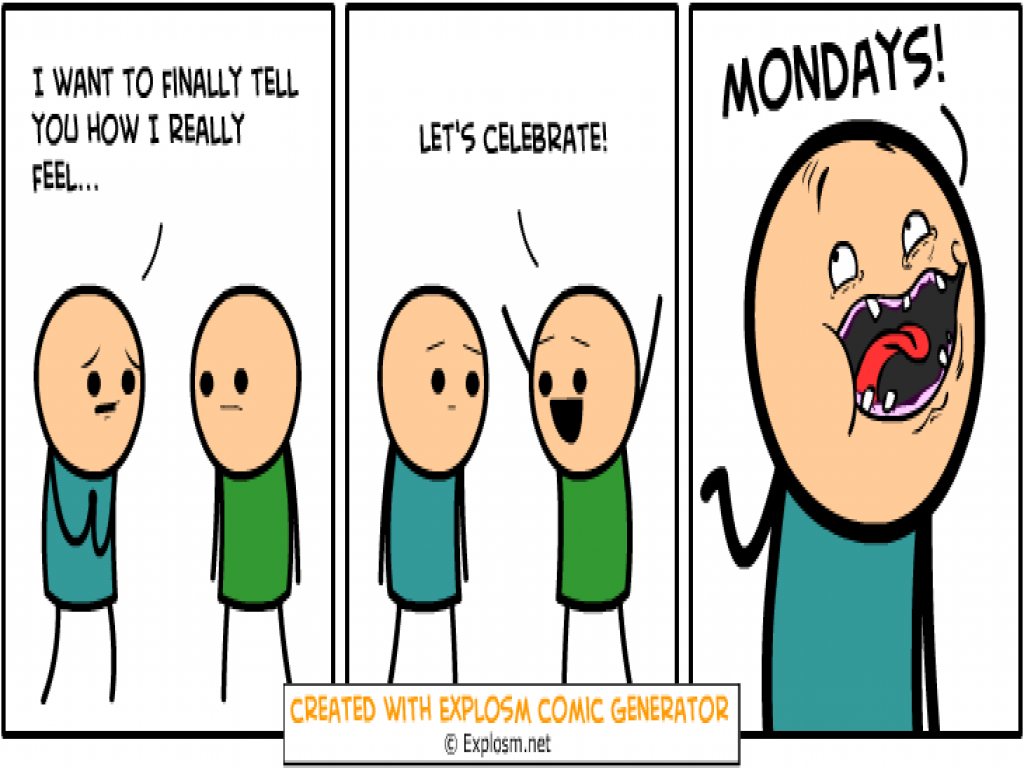 I WANT TO FINALLY TELL
YOU HOW I REALLY
FEEL...
LET'S CELEBRATE!
MONDAYS!
CREATED WITH EXPLOSM COMIC GENERATOR
© Explosm.net